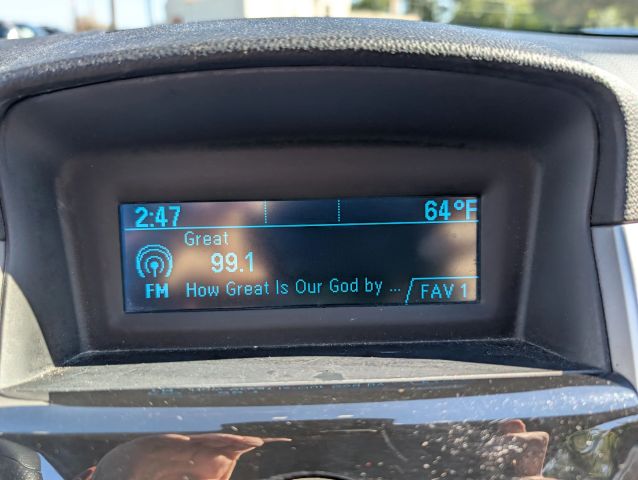 2:47 64°F
Great
99.1
FM How Great Is Our God by ... FAV 1